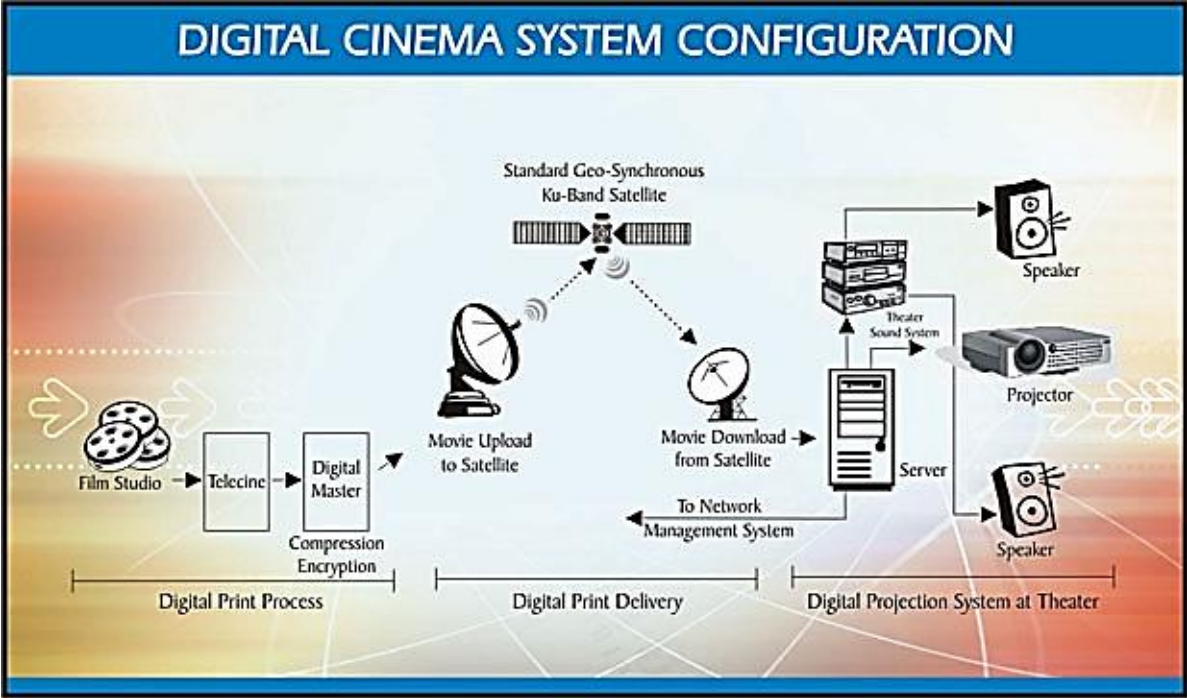 DIGITAL CINEMA SYSTEM CONFIGURATION
Standard Geo-Synchronous
Ku-Band Satellite
Speaker
Theater
Sound System
Projector
Movie Upload
to Satellite
Movie Download
from Satellite
Server
Film Studio
Telecine
Digital
Master
Compression
Encryption
To Network
Management System
Speaker
Digital Print Process
Digital Print Delivery
Digital Projection System at Theater